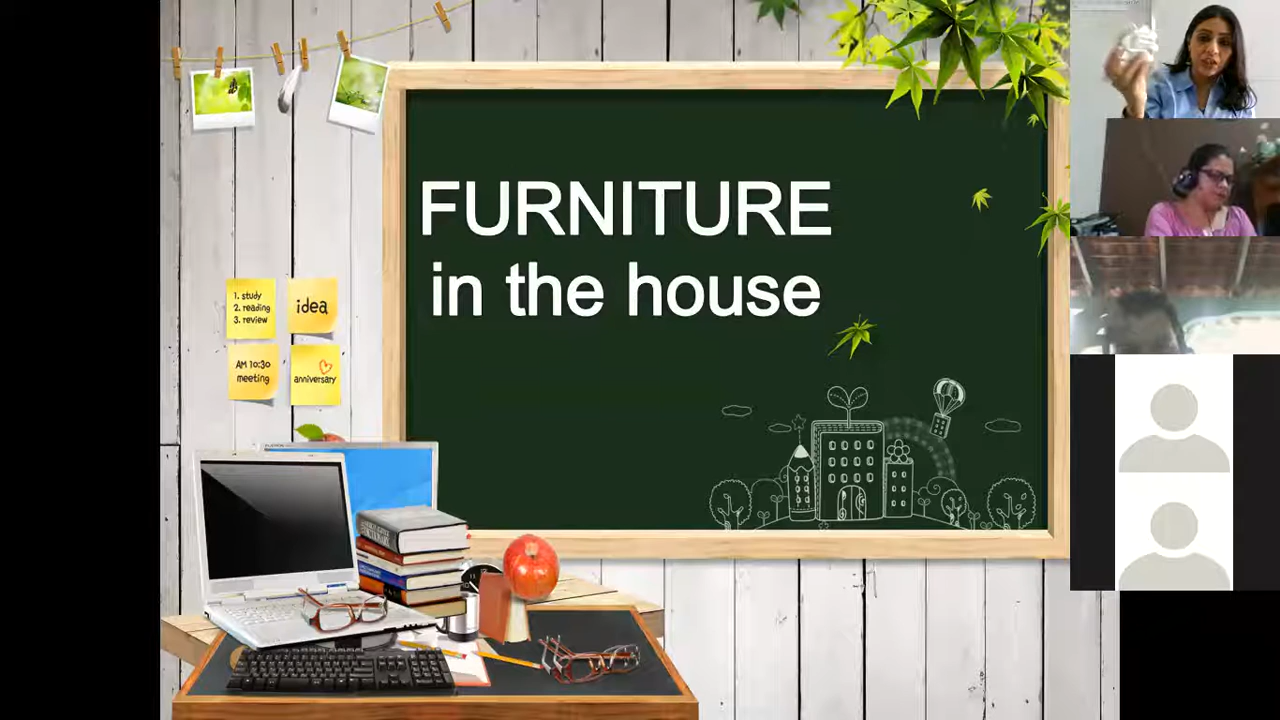 FURNITURE
in the house
1. study
2. reading
3. review
idea
AM 10:30
meeting
anniversary